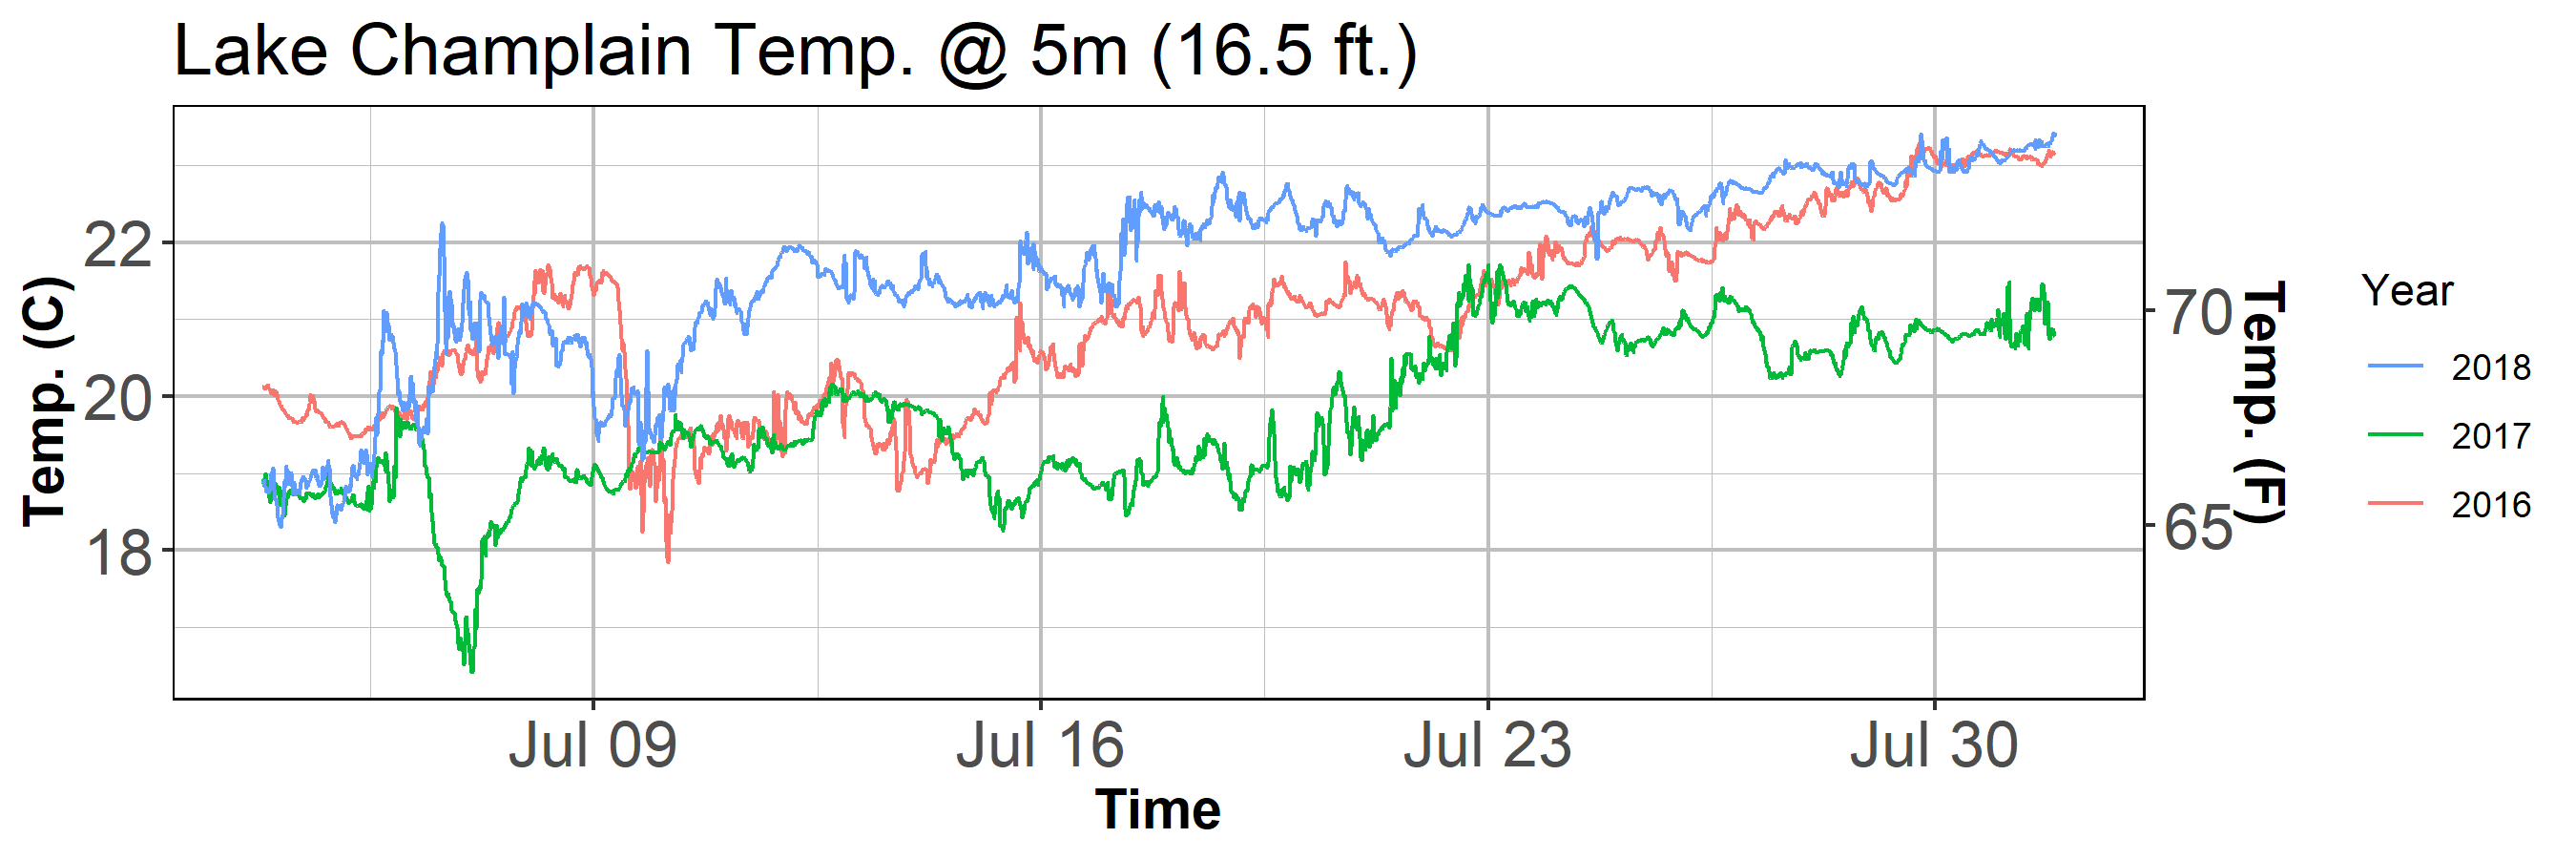 Lake Champlain Temp. @ 5m (16.5 ft.)
Temp. (C)
22
20
18
70
65
Temp. (F)
Jul 09
Jul 16
Jul 23
Jul 30
Time
Year
2018
2017
2016